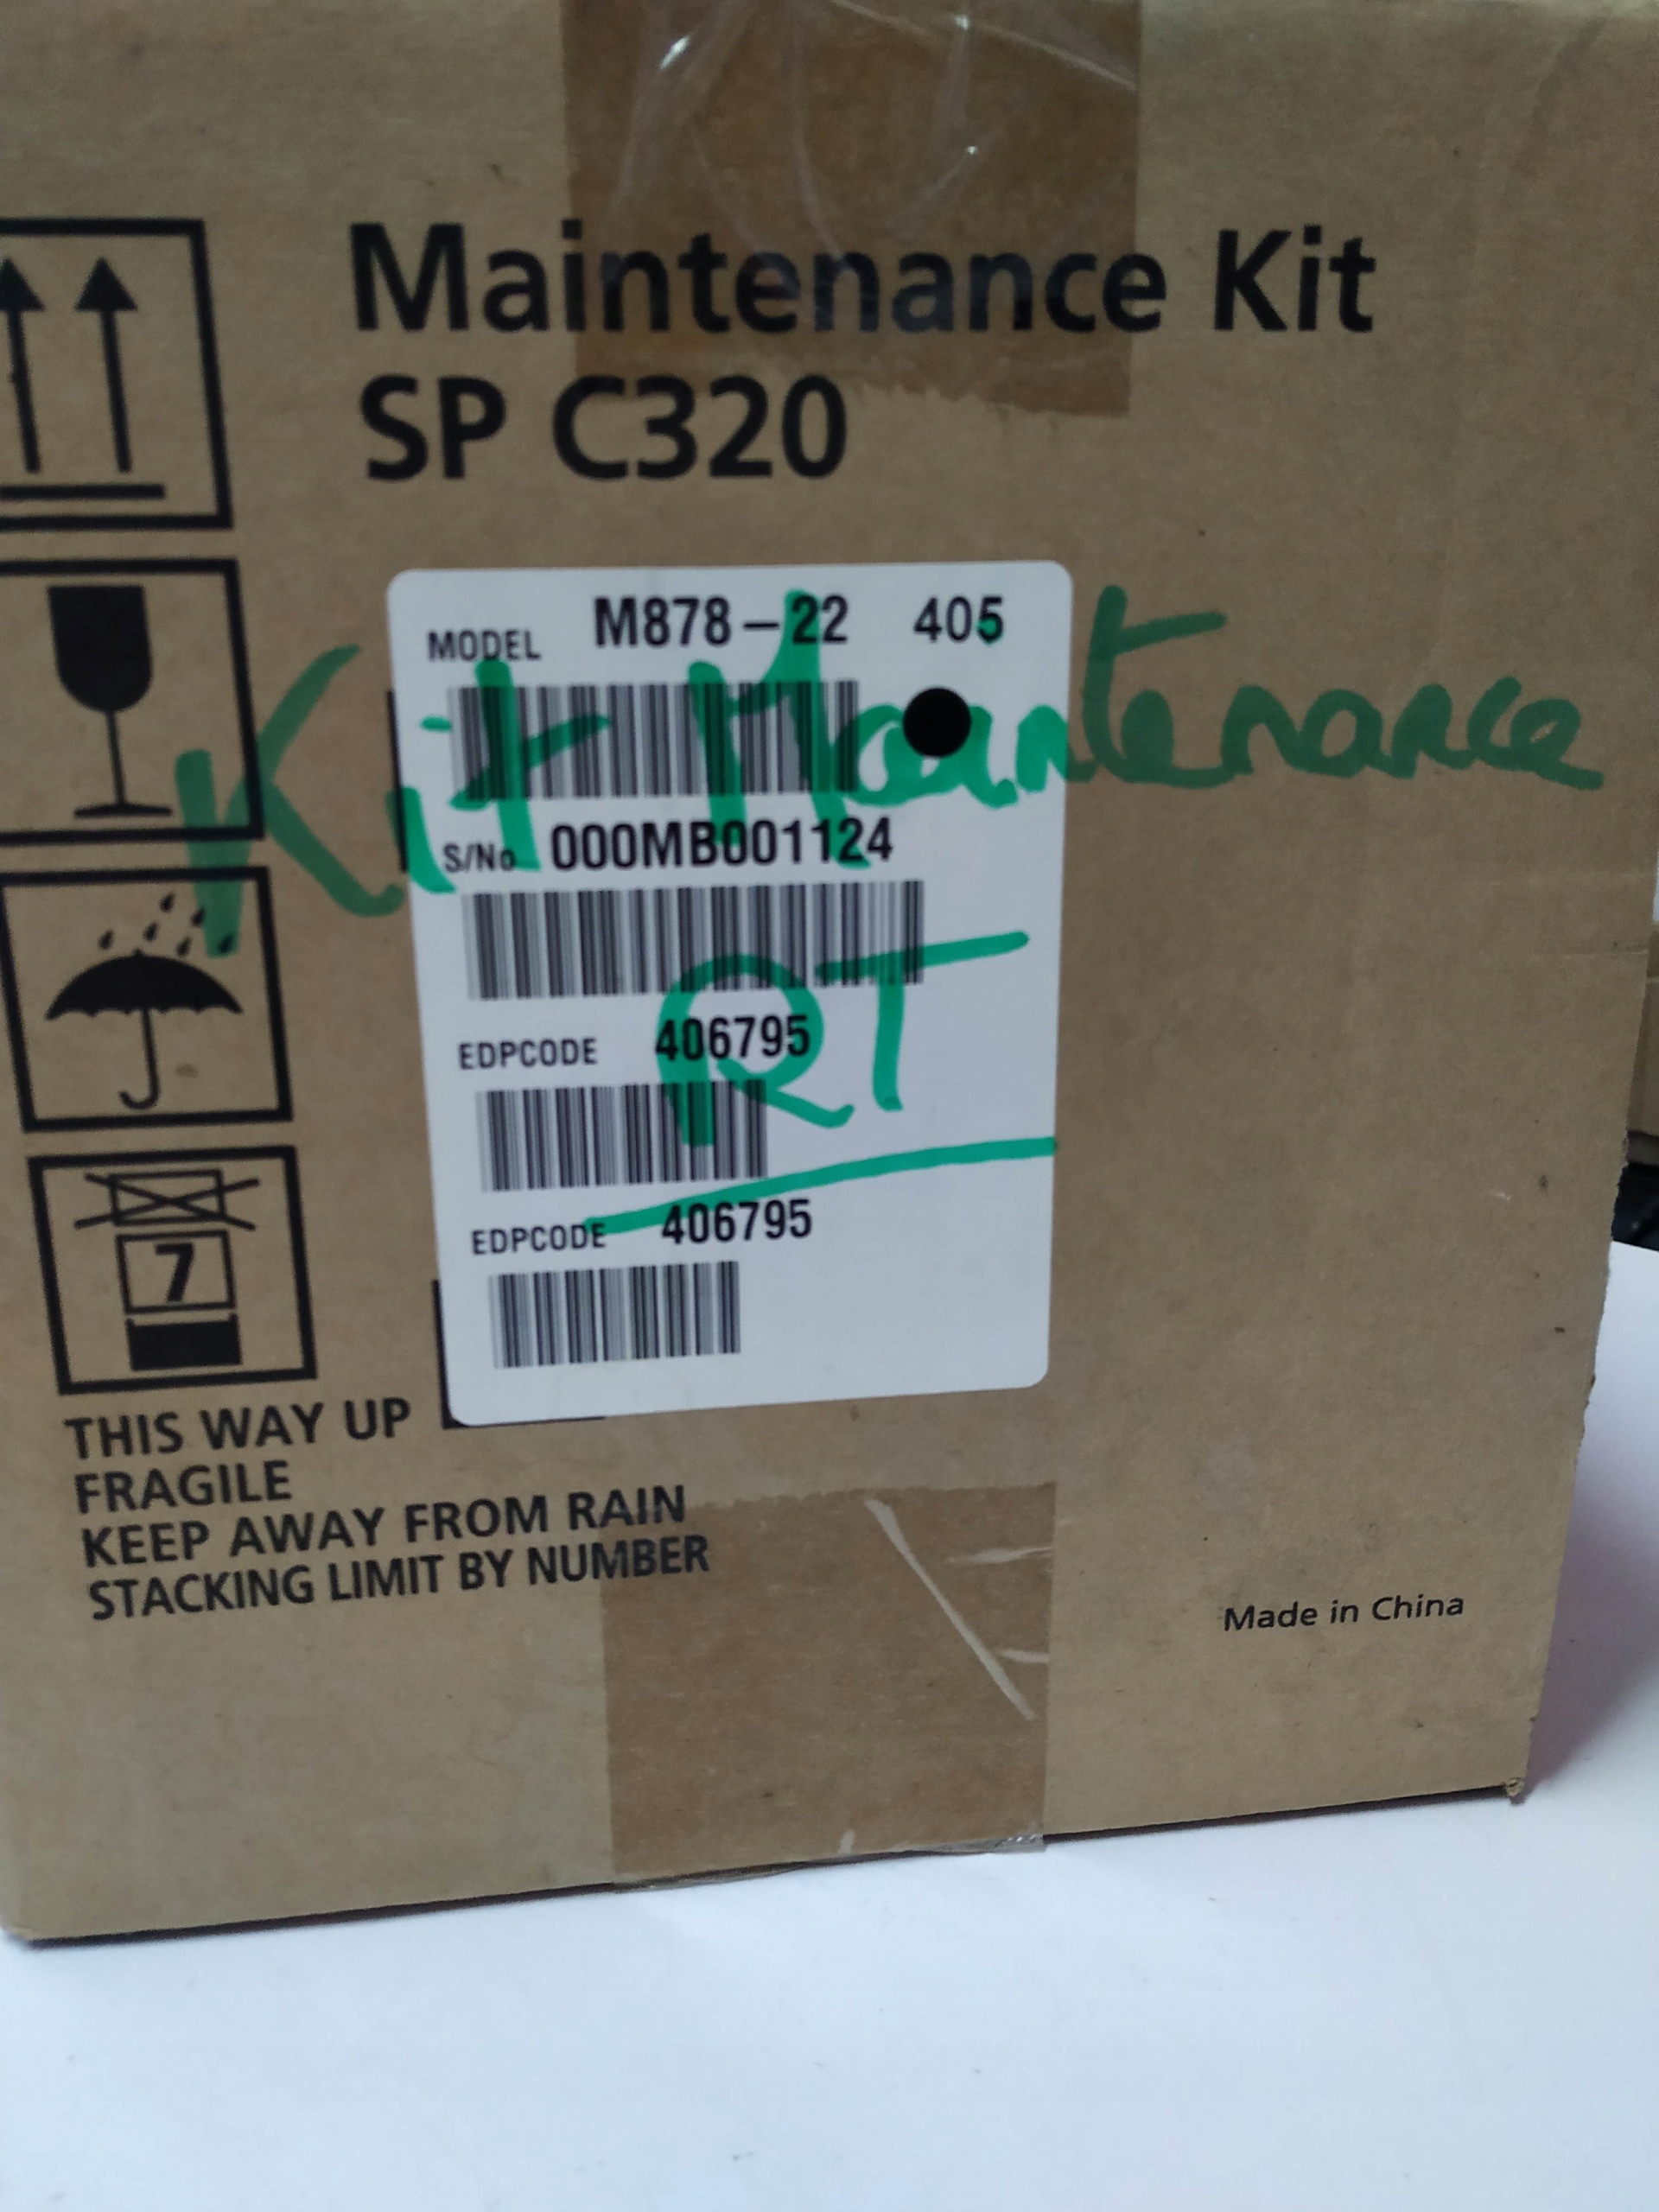 Maintenance Kit
SP C320
MODEL M878-22 405
Kit Maintenance
S/No. 000MB001124
RT
EDPCODE 406795
EDPCODE 406795
7
THIS WAY UP
FRAGILE
KEEP AWAY FROM RAIN
STACKING LIMIT BY NUMBER
Made in China